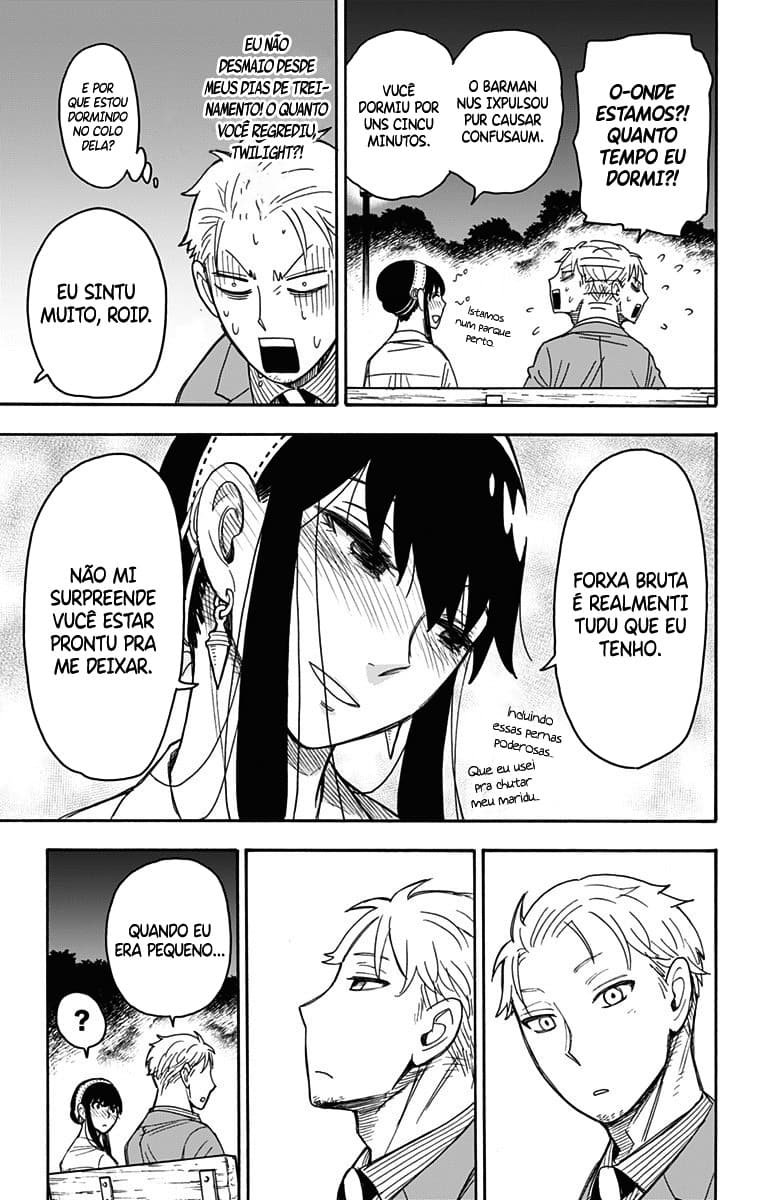 O-ONDE
ESTAMOS?!
QUANTO
TEMPO EU
DORMI?!
O BARMAN
NUS IXPULSOU
PUR CAUSAR
CONFUSAUM.
VUCÊ
DORMIU POR
UNS CINCU
MINUTOS.
Istamos
num parque
perto.
EU NÃO
DESMAIO DESDE
MEUS DIAS DE TREI-
NAMENTO! O QUANTO
VOCÊ REGREDIU,
TWILIGHT?!
E POR
QUE ESTOU
DORMINDO
NO COLO
DELA?
EU SINTU
MUITO, ROID.
FORXA BRUTA
É REALMENTI
TUDU QUE EU
TENHO.
Incluindo
essas pernas
poderosas...
Que eu usei
pra chutar
meu maridu...
NÃO MI
SURPREENDE
VUCÊ ESTAR
PRONTU PRA
ME DEIXAR.
QUANDO EU
ERA PEQUENO...
?